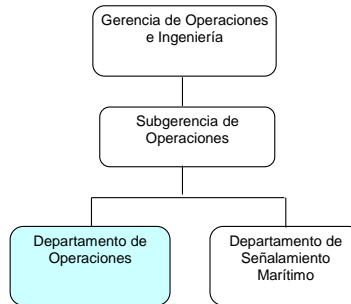 Gerencia de Operaciones
e Ingeniería
Subgerencia de
Operaciones
Departamento de
Operaciones
Departamento de
Señalamiento
Marítimo